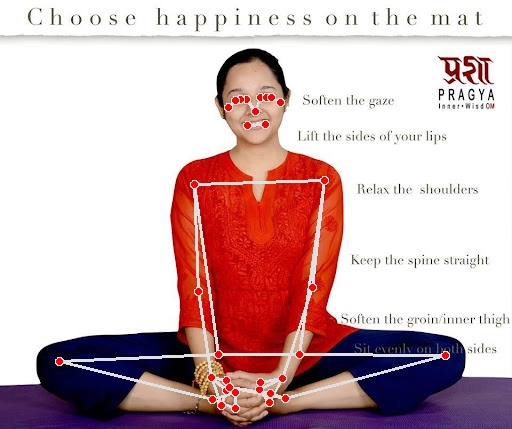 Choose happiness on the mat
प्रज्ञा
PRAGYA
Inner•WisdOM
Soften the gaze
Lift the sides of your lips
Relax the shoulders
Keep the spine straight
Soften the groin/inner thigh
Sit evenly on both sides